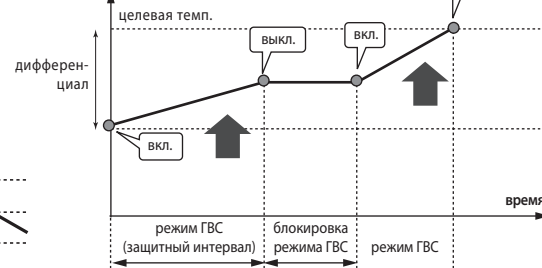 целевая темп.
дифферен-
циал
выкл.
вкл.
вкл.
время
режим ГВС
(защитный интервал)
блокировка
режима ГВС
режим ГВС